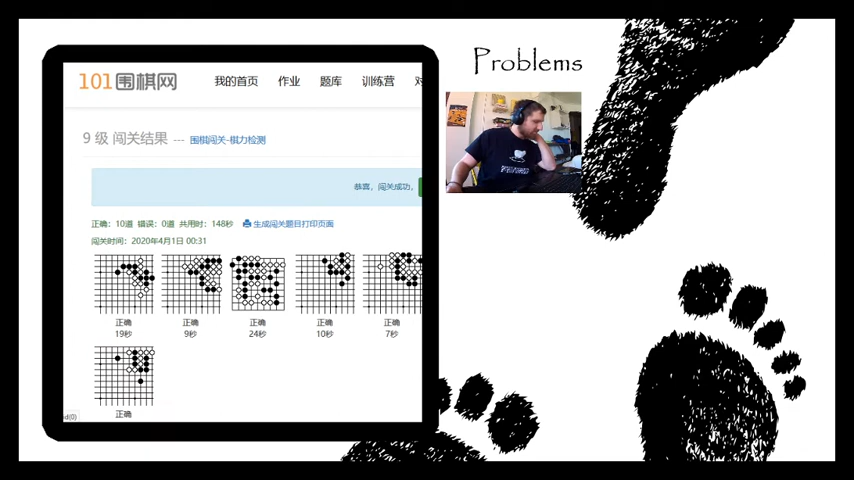 Problems
101围棋网 我的首页 作业 题库 训练营 对
9 级 闯关结果 --- 围棋闯关-棋力检测
恭喜，闯关成功，
正确：10道 错误：0道 共用时：148秒 生成闯关题目打印页面
闯关时间：2020年4月1日 00:31
正确 正确 正确 正确 正确
19秒 9秒 24秒 10秒 7秒
正确
id(0)